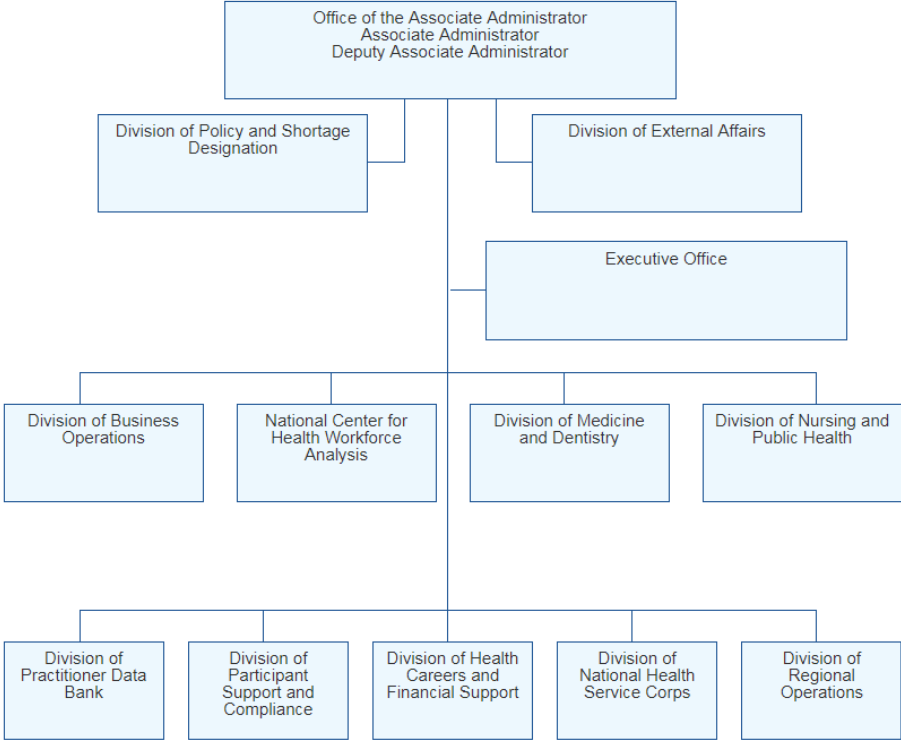 Office of the Associate Administrator
Associate Administrator
Deputy Associate Administrator
Division of Policy and Shortage
Designation
Division of External Affairs
Executive Office
Division of Business
Operations
National Center for
Health Workforce
Analysis
Division of Medicine
and Dentistry
Division of Nursing and
Public Health
Division of
Practitioner Data
Bank
Division of
Participant
Support and
Compliance
Division of Health
Careers and
Financial Support
Division of
National Health
Service Corps
Division of
Regional
Operations